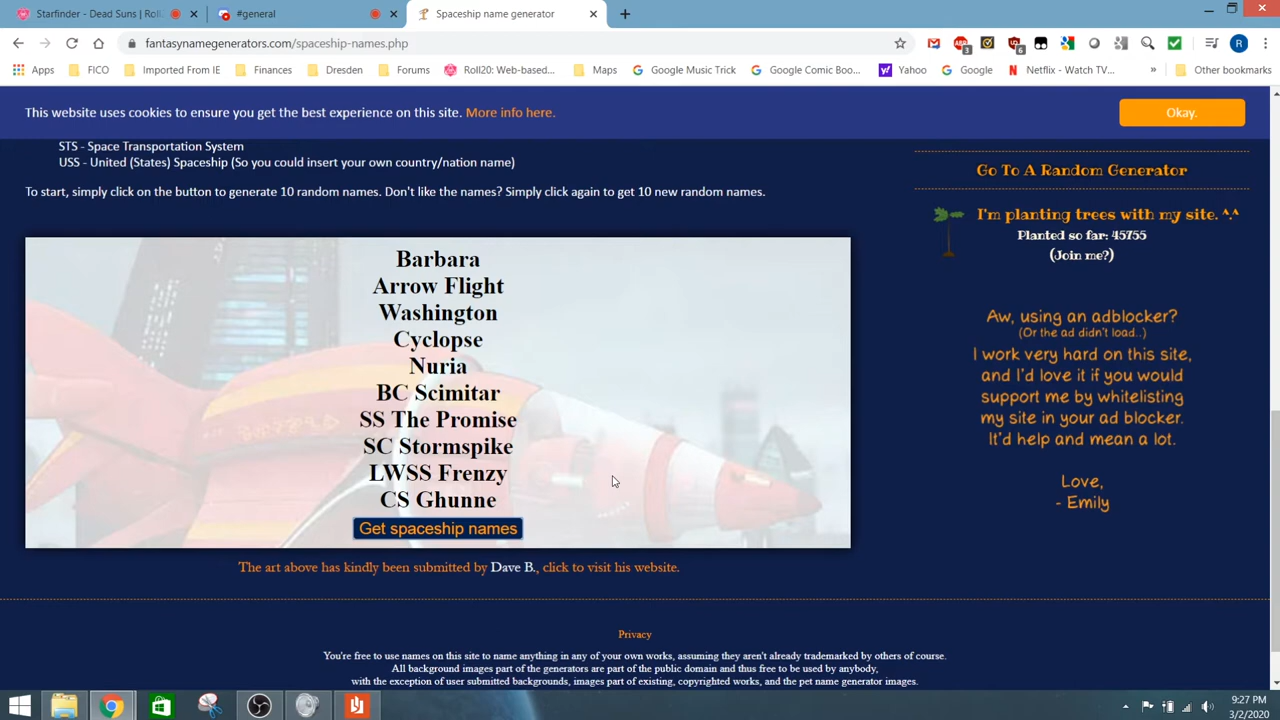 Starfinder - Dead Suns | Roll
#general
Spaceship name generator
fantasynamegenerators.com/spaceship-names.php
Apps FICO Imported From IE Finances Dresden Forums Roll20: Web-based... Maps Google Music Trick Google Comic Boo... Yahoo Google Netflix - Watch TV... » Other bookmarks
This website uses cookies to ensure you get the best experience on this site. More info here.
Okay.
STS - Space Transportation System
USS - United (States) Spaceship (So you could insert your own country/nation name)
To start, simply click on the button to generate 10 random names. Don't like the names? Simply click again to get 10 new random names.
Barbara
Arrow Flight
Washington
Cyclopse
Nuria
BC Scimitar
SS The Promise
SC Stormspike
LWSS Frenzy
CS Ghunne
Get spaceship names
The art above has kindly been submitted by Dave B., click to visit his website.
Go To A Random Generator
I'm planting trees with my site. ^.^
Planted so far: 45755
(Join me?)
Aw, using an adblocker?
(Or the ad didn't load..)
I work very hard on this site,
and I'd love it if you would
support me by whitelisting
my site in your ad blocker.
It'd help and mean a lot.
Love,
- Emily
Privacy
You're free to use names on this site to name anything in any of your own works, assuming they aren't already trademarked by others of course.
All background images part of the generators are part of the public domain and thus free to be used by anybody,
with the exception of user submitted backgrounds, images part of existing, copyrighted works, and the pet name generator images.
9:27 PM
3/2/2020